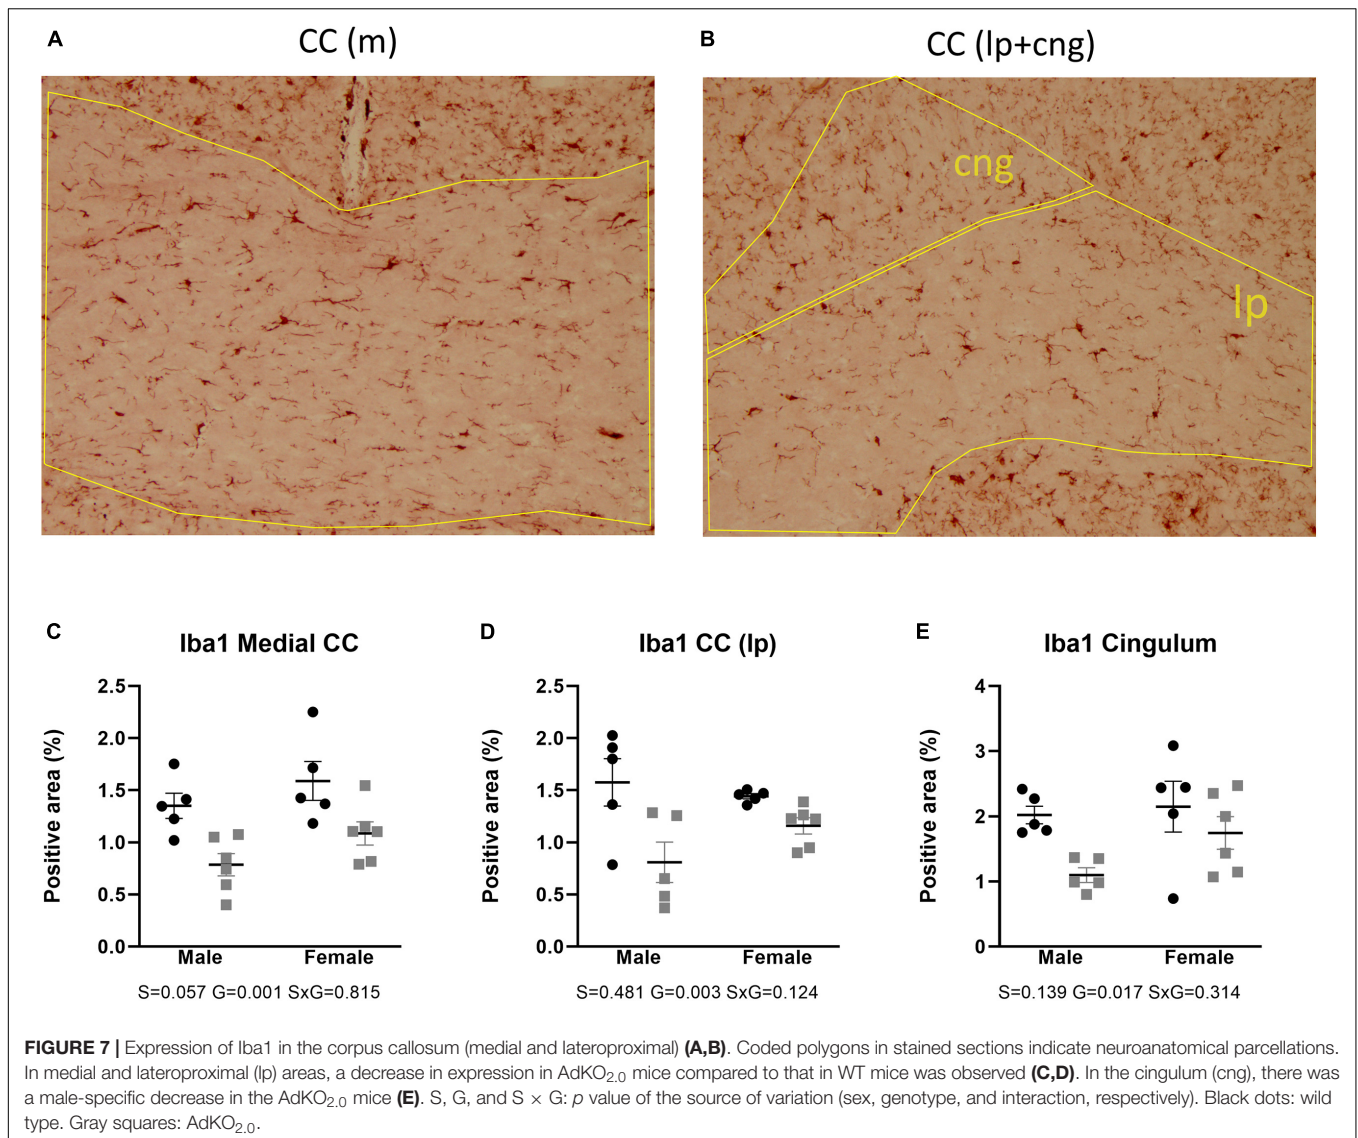 A
CC (m)
B
CC (lp+cng)
cng
lp
C
Iba1 Medial CC
Positive area (%)
2.5
2.0
1.5
1.0
0.5
0.0
Male
Female
S=0.057 G=0.001 SxG=0.815
D
Iba1 CC (lp)
Positive area (%)
2.5
2.0
1.5
1.0
0.5
0.0
Male
Female
S=0.481 G=0.003 SxG=0.124
E
Iba1 Cingulum
Positive area (%)
4
3
2
1
0
Male
Female
S=0.139 G=0.017 SxG=0.314
FIGURE 7 | Expression of Iba1 in the corpus callosum (medial and lateroproximal) (A,B). Coded polygons in stained sections indicate neuroanatomical parcellations.
In medial and lateroproximal (lp) areas, a decrease in expression in AdKO2.0 mice compared to that in WT mice was observed (C,D). In the cingulum (cng), there was
a male-specific decrease in the AdKO2.0 mice (E). S, G, and S × G: p value of the source of variation (sex, genotype, and interaction, respectively). Black dots: wild
type. Gray squares: AdKO2.0.